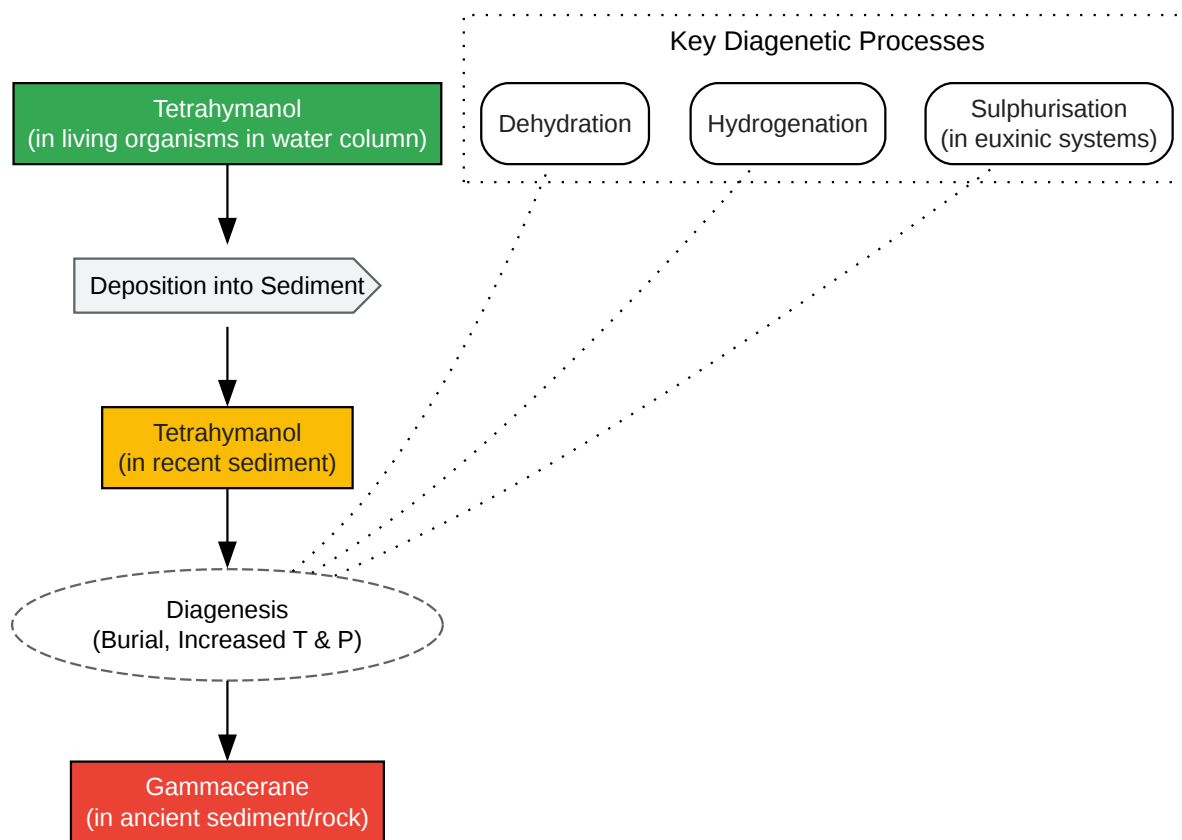 Key Diagenetic Processes
Tetrahymanol
(in living organisms in water column)
Dehydration
Hydrogenation
Sulphurisation
(in euxinic systems)
Deposition into Sediment
Tetrahymanol
(in recent sediment)
Diagenesis
(Burial, Increased T & P)
Gammacerane
(in ancient sediment/rock)